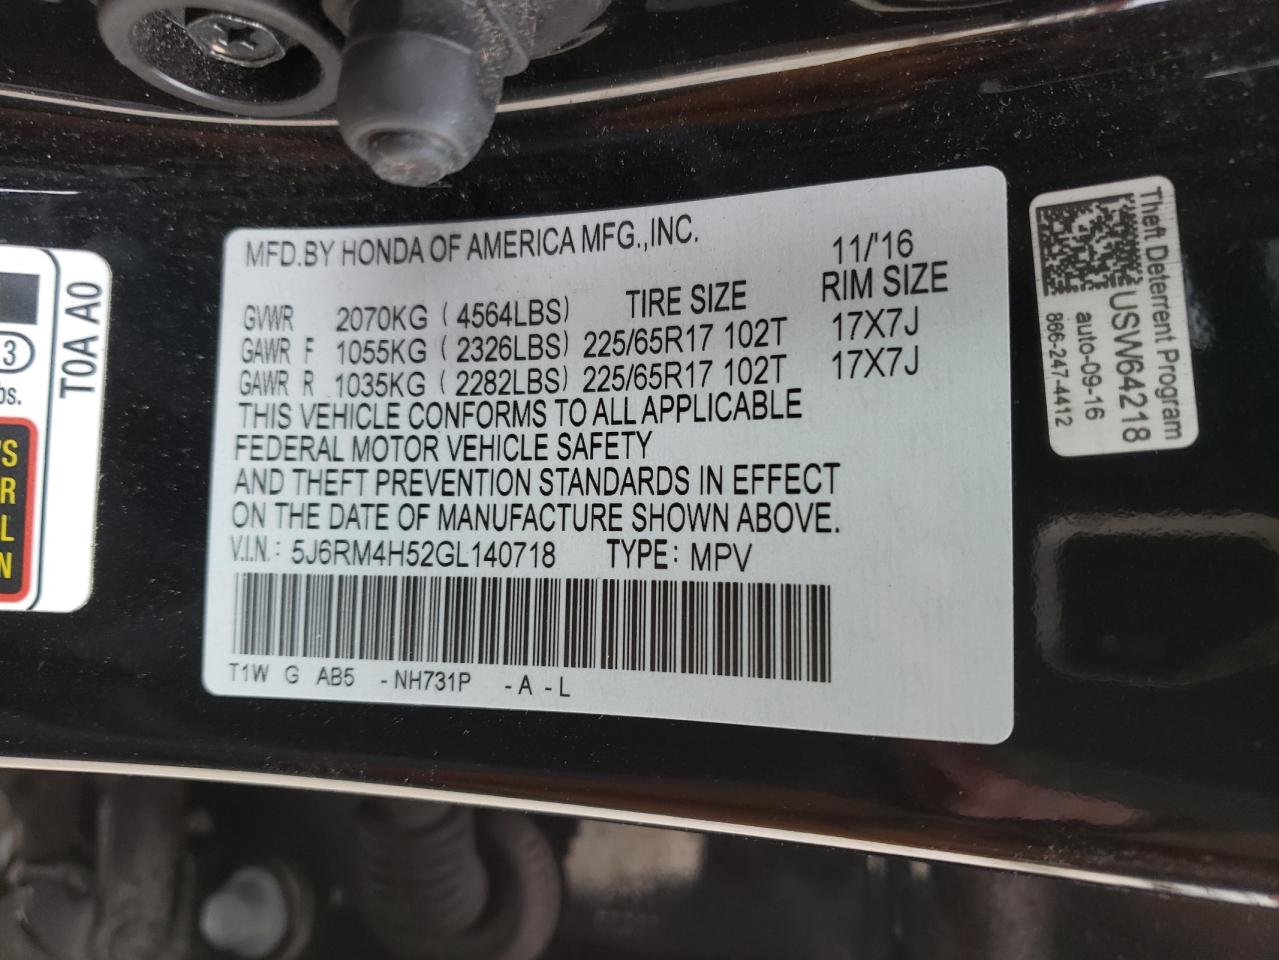 MFD.BY HONDA OF AMERICA MFG.,INC. 11/'16
GVWR 2070KG ( 4564LBS) TIRE SIZE RIM SIZE
GAWR F 1055KG ( 2326LBS) 225/65R17 102T 17X7J
GAWR R 1035KG ( 2282LBS) 225/65R17 102T 17X7J
THIS VEHICLE CONFORMS TO ALL APPLICABLE
FEDERAL MOTOR VEHICLE SAFETY
AND THEFT PREVENTION STANDARDS IN EFFECT
ON THE DATE OF MANUFACTURE SHOWN ABOVE.
V.I.N.: 5J6RM4H52GL140718 TYPE: MPV
T1W G AB5 -NH731P -A -L
Theft Deterrent Program
USW64218
auto-09-16
866-247-4412
T0A A0
3
bs.
R
L
N